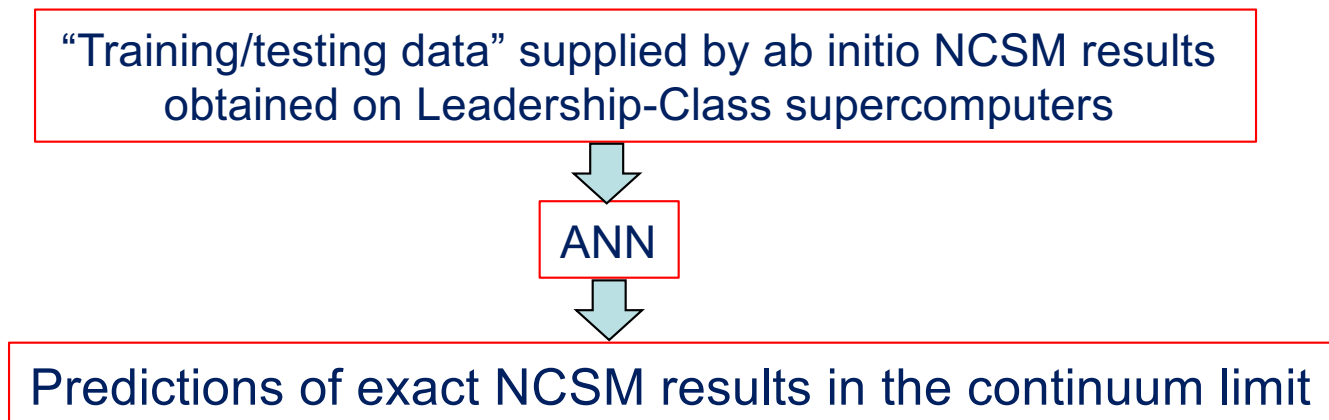 “Training/testing data” supplied by ab initio NCSM results
obtained on Leadership-Class supercomputers
ANN
Predictions of exact NCSM results in the continuum limit